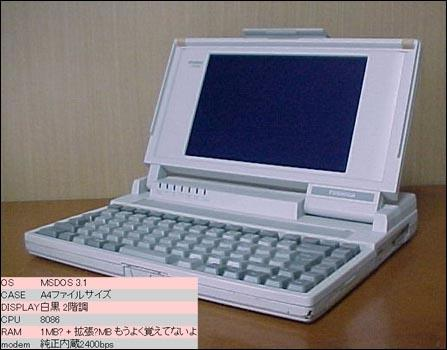 TOSHIBA
OS MSDOS 3.1
CASE A4ファイルサイズ
DISPLAY 白黒 2階調
CPU 8086
RAM 1MB? + 拡張?MB もうよく覚えてないよ
modem 純正内蔵2400bps